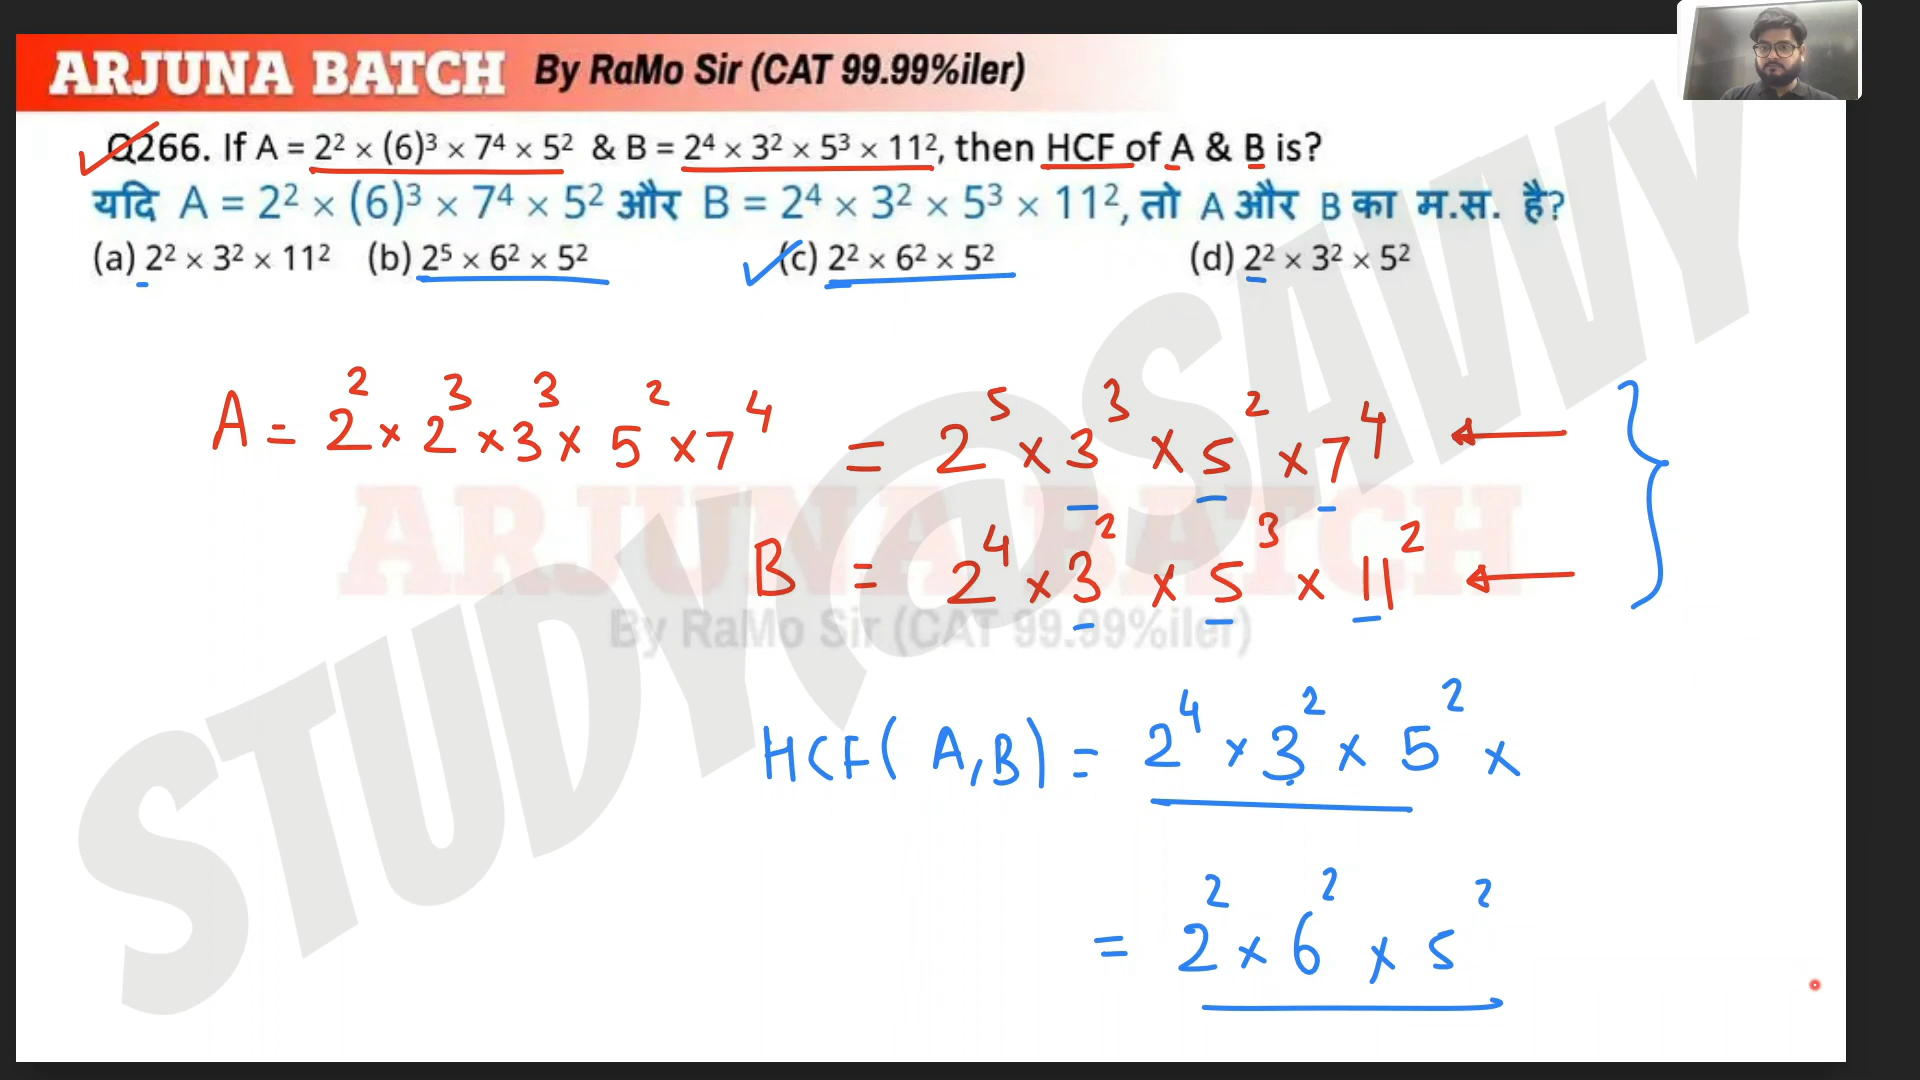 ARJUNA BATCH By RaMo Sir (CAT 99.99%iler)
Q266. If A = 2² × (6)³ × 7⁴ × 5² & B = 2⁴ × 3² × 5³ × 11², then HCF of A & B is?
यदि A = 2² × (6)³ × 7⁴ × 5² और B = 2⁴ × 3² × 5³ × 11², तो A और B का म.स. है?
(a) 2² × 3² × 11² (b) 2⁵ × 6² × 5² (c) 2² × 6² × 5² (d) 2² × 3² × 5²
A = 2² × 2³ × 3³ × 5² × 7⁴ = 2⁵ × 3³ × 5² × 7⁴
ARJUNA BATCH
B = 2⁴ × 3² × 5³ × 11²
By RaMo Sir (CAT 99.99%iler)
STUDY@SAVVY
HCF(A,B) = 2⁴ × 3² × 5² ×
= 2² × 6² × 5²